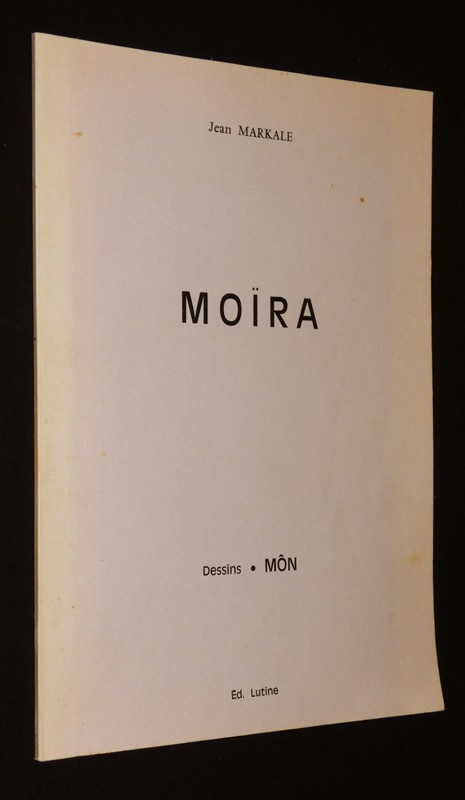 Jean MARKALE
MOÏRA
Dessins • MÔN
Éd. Lutine